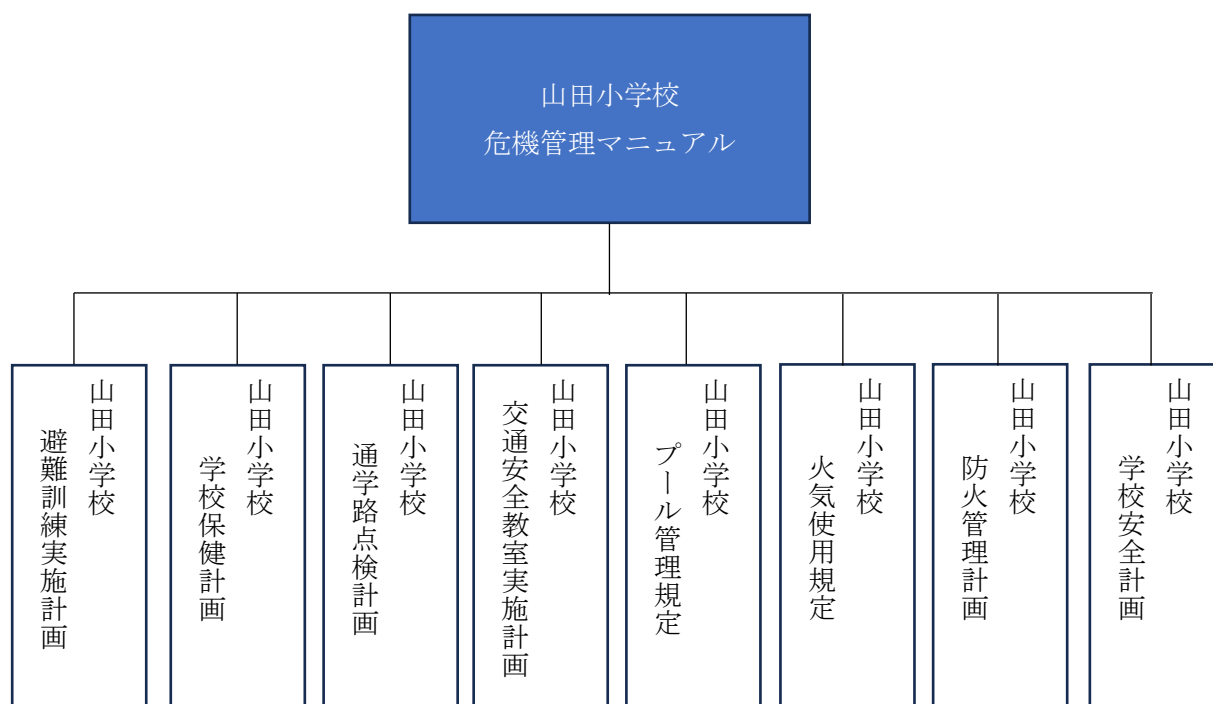 山田小学校
危機管理マニュアル
山田小学校
学校安全計画
山田小学校
防火管理計画
山田小学校
火気使用規定
山田小学校
プール管理規定
山田小学校
交通安全教室実施計画
山田小学校
通学路点検計画
山田小学校
学校保健計画
山田小学校
避難訓練実施計画